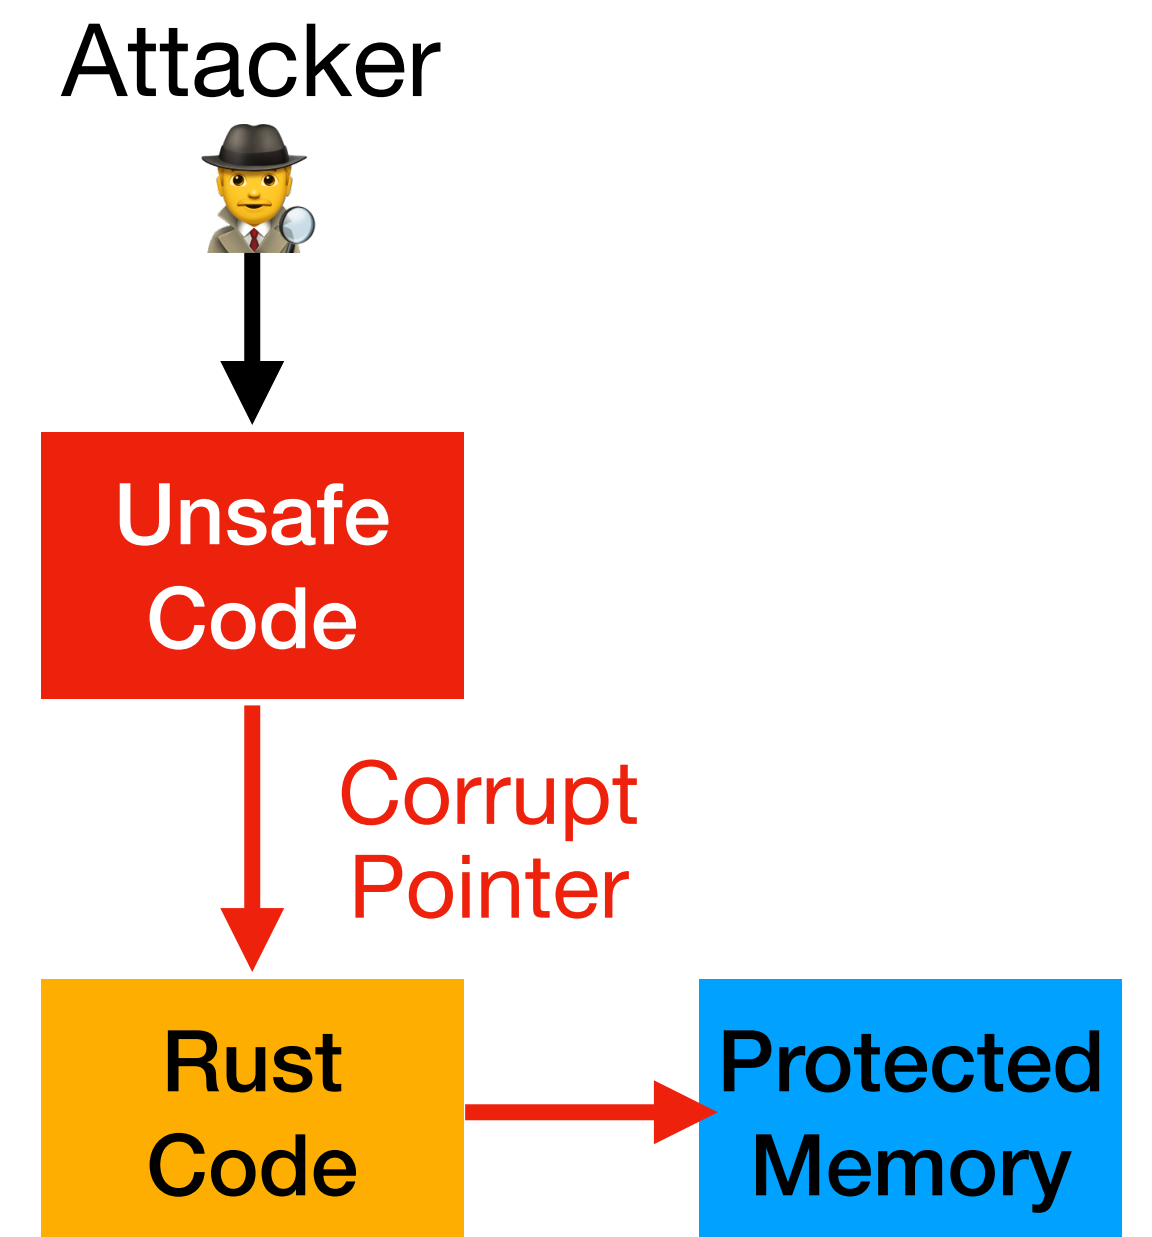 Attacker
Unsafe
Code
Corrupt
Pointer
Rust
Code
Protected
Memory